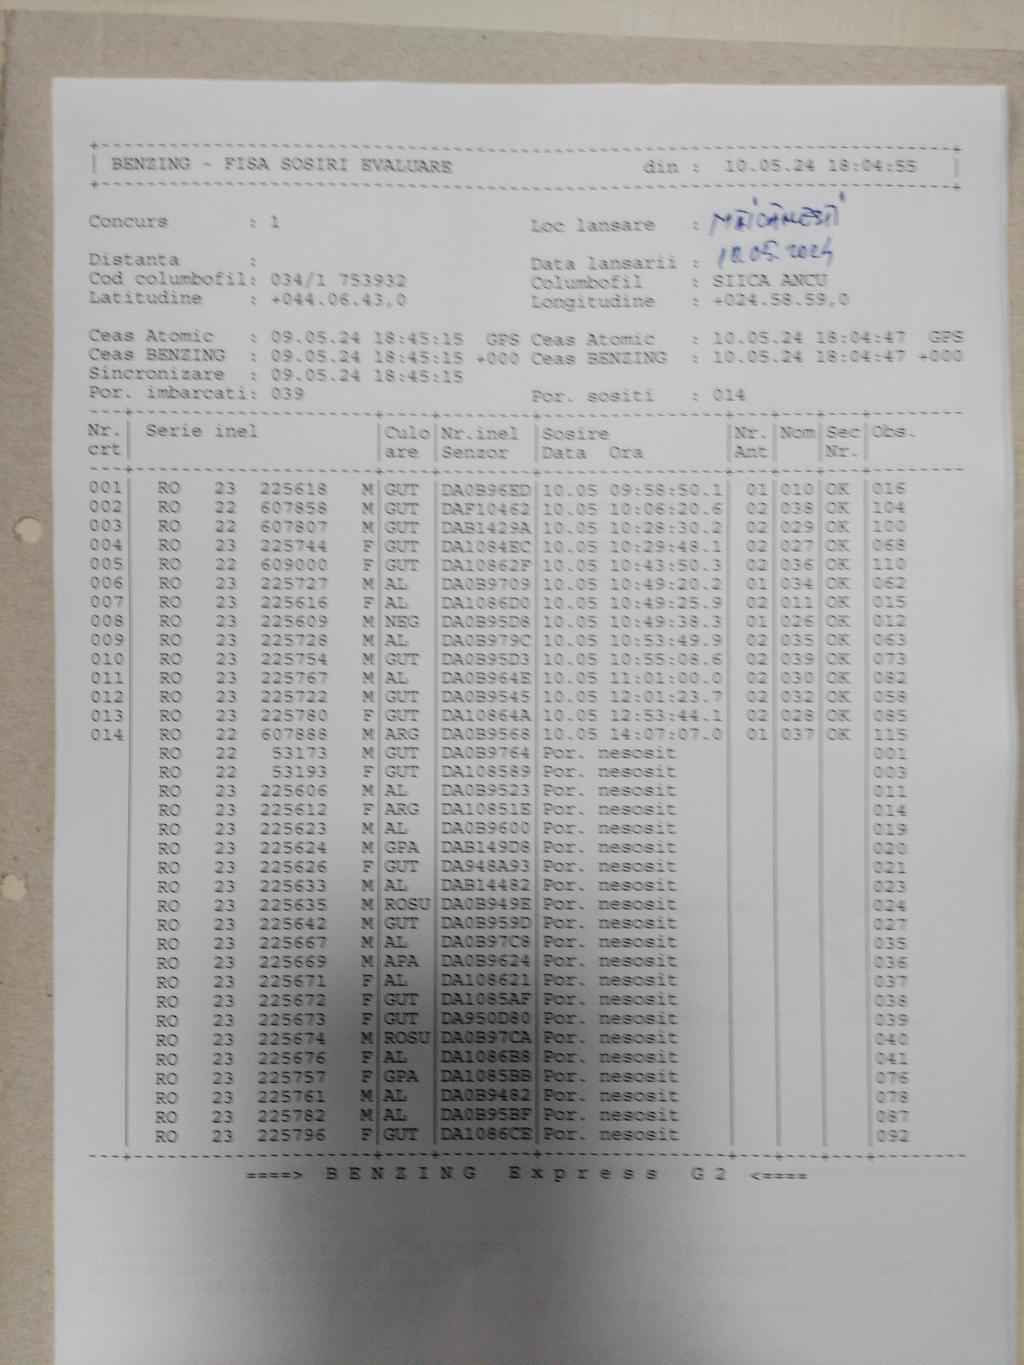 BENZING - FISA SOSIRI EVALUARE din : 10.05.24 18:04:55
Concurs : 1 Loc lansare : MĂICĂNEȘTI
Distanta : Data lansarii : 10.05.2024
Cod columbofil: 034/1 753932 Columbofil : SIICA ANCU
Latitudine : +044.06.43,0 Longitudine : +024.58.59,0
Ceas Atomic : 09.05.24 18:45:15 GPS Ceas Atomic : 10.05.24 18:04:47 GPS
Ceas BENZING : 09.05.24 18:45:15 +000 Ceas BENZING : 10.05.24 18:04:47 +000
Sincronizare : 09.05.24 18:45:15
Por. imbarcati: 039 Por. sositi : 014
Nr. Serie inel Culo Nr.inel Sosire Nr. Nom Sec Obs.
crt are Senzor Data Ora Ant Nr.
001 RO 23 225618 M GUT DA0B96ED 10.05 09:58:50.1 01 010 OK 016
002 RO 22 607858 M GUT DAF10462 10.05 10:06:20.6 02 038 OK 104
003 RO 22 607807 M GUT DAB1429A 10.05 10:28:30.2 02 029 OK 100
004 RO 23 225744 F GUT DA1084EC 10.05 10:29:48.1 02 027 OK 068
005 RO 22 609000 F GUT DA10862F 10.05 10:43:50.3 02 036 OK 110
006 RO 23 225727 M AL DA0B9709 10.05 10:49:20.2 01 034 OK 062
007 RO 23 225616 F AL DA1086D0 10.05 10:49:25.9 02 011 OK 015
008 RO 23 225609 M NEG DA0B95D8 10.05 10:49:38.3 01 026 OK 012
009 RO 23 225728 M AL DA0B979C 10.05 10:53:49.9 02 035 OK 063
010 RO 23 225754 M GUT DA0B95D3 10.05 10:55:08.6 02 039 OK 073
011 RO 23 225767 M AL DA0B964E 10.05 11:01:00.0 02 030 OK 082
012 RO 23 225722 M GUT DA0B9545 10.05 12:01:23.7 02 032 OK 058
013 RO 23 225780 F GUT DA10864A 10.05 12:53:44.1 02 028 OK 085
014 RO 22 607888 M ARG DA0B9568 10.05 14:07:07.0 01 037 OK 115
RO 22 53173 M GUT DA0B9764 Por. nesosit 001
RO 22 53193 F GUT DA108589 Por. nesosit 003
RO 23 225606 M AL DA0B9523 Por. nesosit 011
RO 23 225612 F ARG DA10851E Por. nesosit 014
RO 23 225623 M AL DA0B9600 Por. nesosit 019
RO 23 225624 M GPA DAB149D8 Por. nesosit 020
RO 23 225626 F GUT DA948A93 Por. nesosit 021
RO 23 225633 M AL DAB14482 Por. nesosit 023
RO 23 225635 M ROSU DA0B949E Por. nesosit 024
RO 23 225642 M GUT DA0B959D Por. nesosit 027
RO 23 225667 M AL DA0B97C8 Por. nesosit 035
RO 23 225669 M APA DA0B9624 Por. nesosit 036
RO 23 225671 F AL DA108621 Por. nesosit 037
RO 23 225672 F GUT DA1085AF Por. nesosit 038
RO 23 225673 F GUT DA950D80 Por. nesosit 039
RO 23 225674 M ROSU DA0B97CA Por. nesosit 040
RO 23 225676 F AL DA1086B8 Por. nesosit 041
RO 23 225757 F GPA DA1085BB Por. nesosit 076
RO 23 225761 M AL DA0B9482 Por. nesosit 078
RO 23 225782 M AL DA0B95BF Por. nesosit 087
RO 23 225796 F GUT DA1086CE Por. nesosit 092
====> B E N Z I N G E x p r e s s G 2 <====